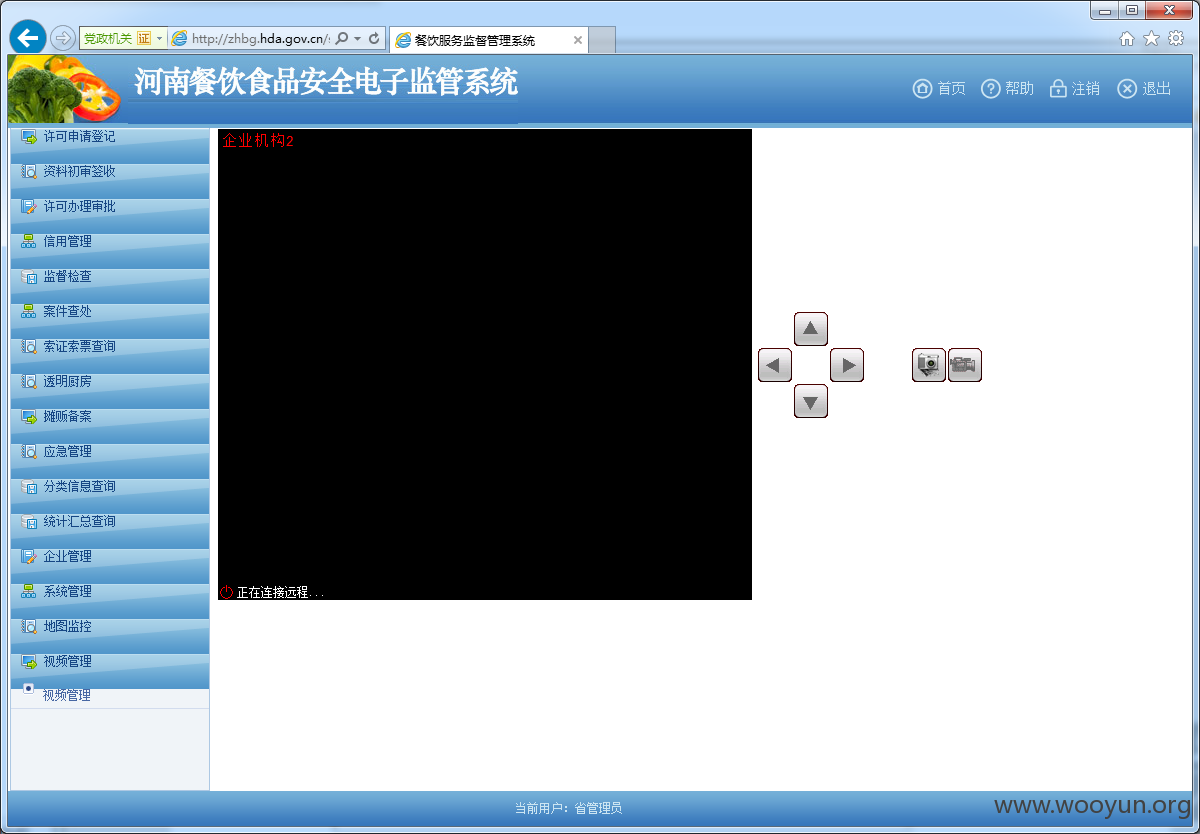 党政机关 证 http://zhbg.hda.gov.cn/: 餐饮服务监督管理系统
河南餐饮食品安全电子监管系统
首页 帮助 注销 退出
许可申请登记
资料初审签收
许可办理审批
信用管理
监督检查
案件查处
索证索票查询
透明厨房
摊贩备案
应急管理
分类信息查询
统计汇总查询
企业管理
系统管理
地图监控
视频管理
视频管理
企业机构2
正在连接远程...
当前用户：省管理员
www.wooyun.org